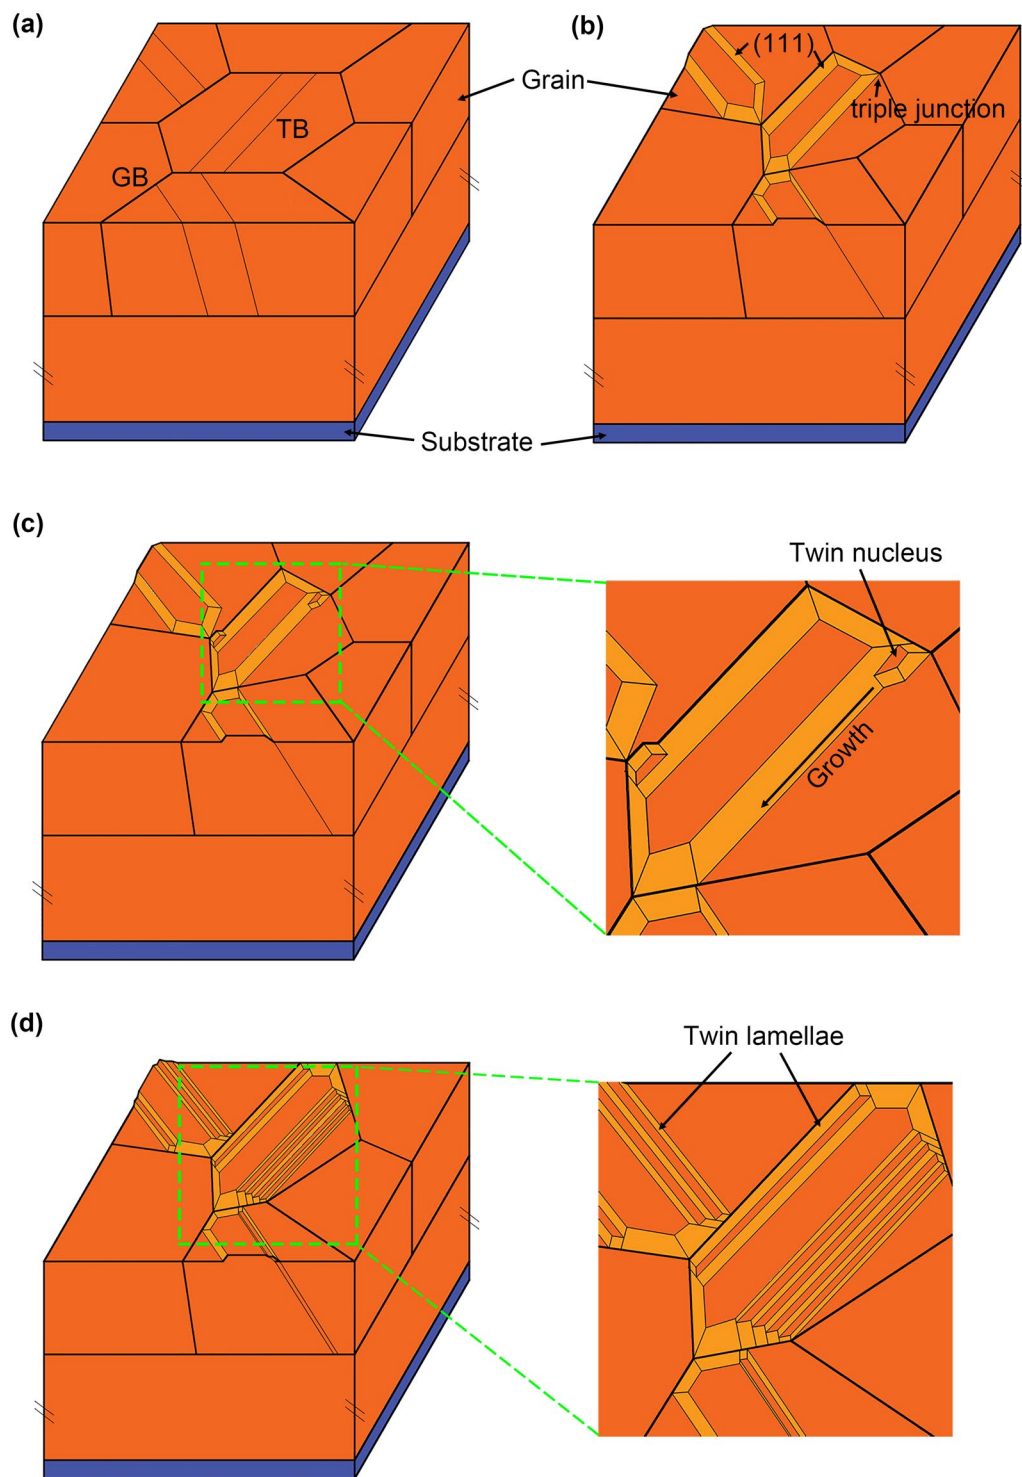 (a)
(b)
(111)
Grain
triple junction
TB
GB
Substrate
(c)
Twin nucleus
Growth
(d)
Twin lamellae